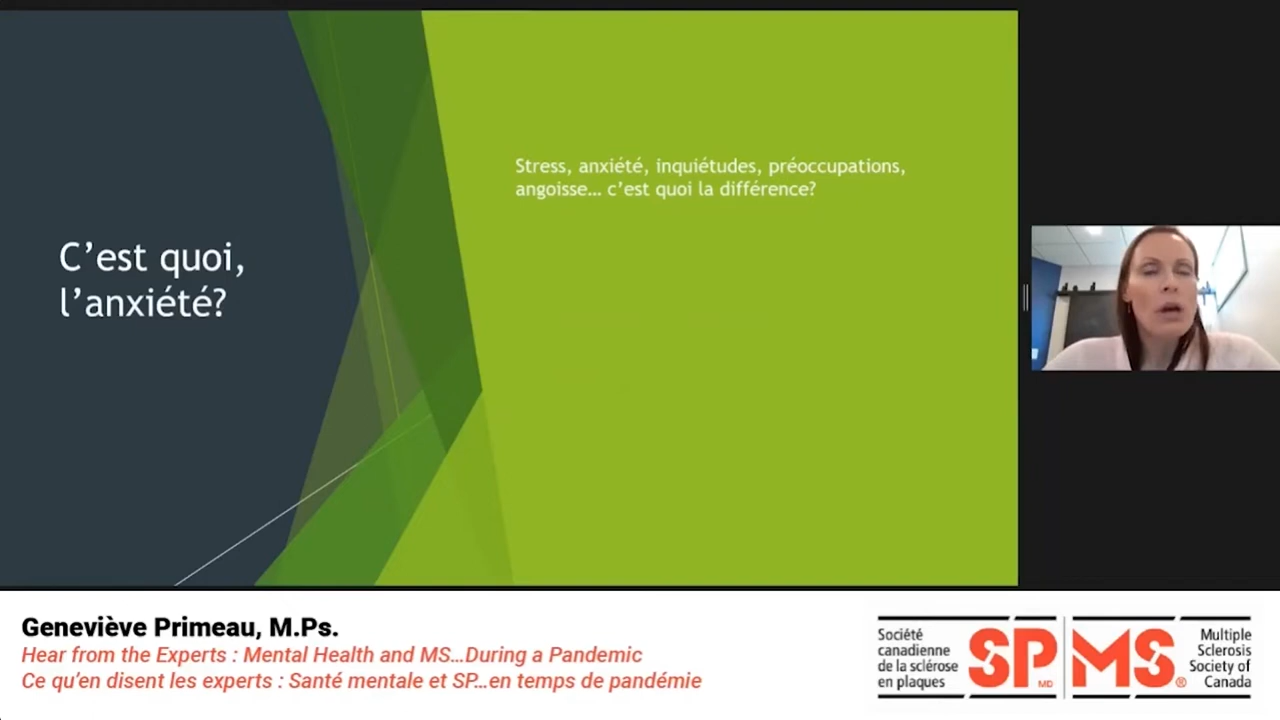 C'est quoi,
l'anxiété?
Stress, anxiété, inquiétudes, préoccupations,
angoisse... c'est quoi la différence?
Geneviève Primeau, M.Ps.
Hear from the Experts : Mental Health and MS...During a Pandemic
Ce qu'en disent les experts : Santé mentale et SP...en temps de pandémie
Société
canadienne
de la sclérose
en plaques
SP MD
MS®
Multiple
Sclerosis
Society of
Canada